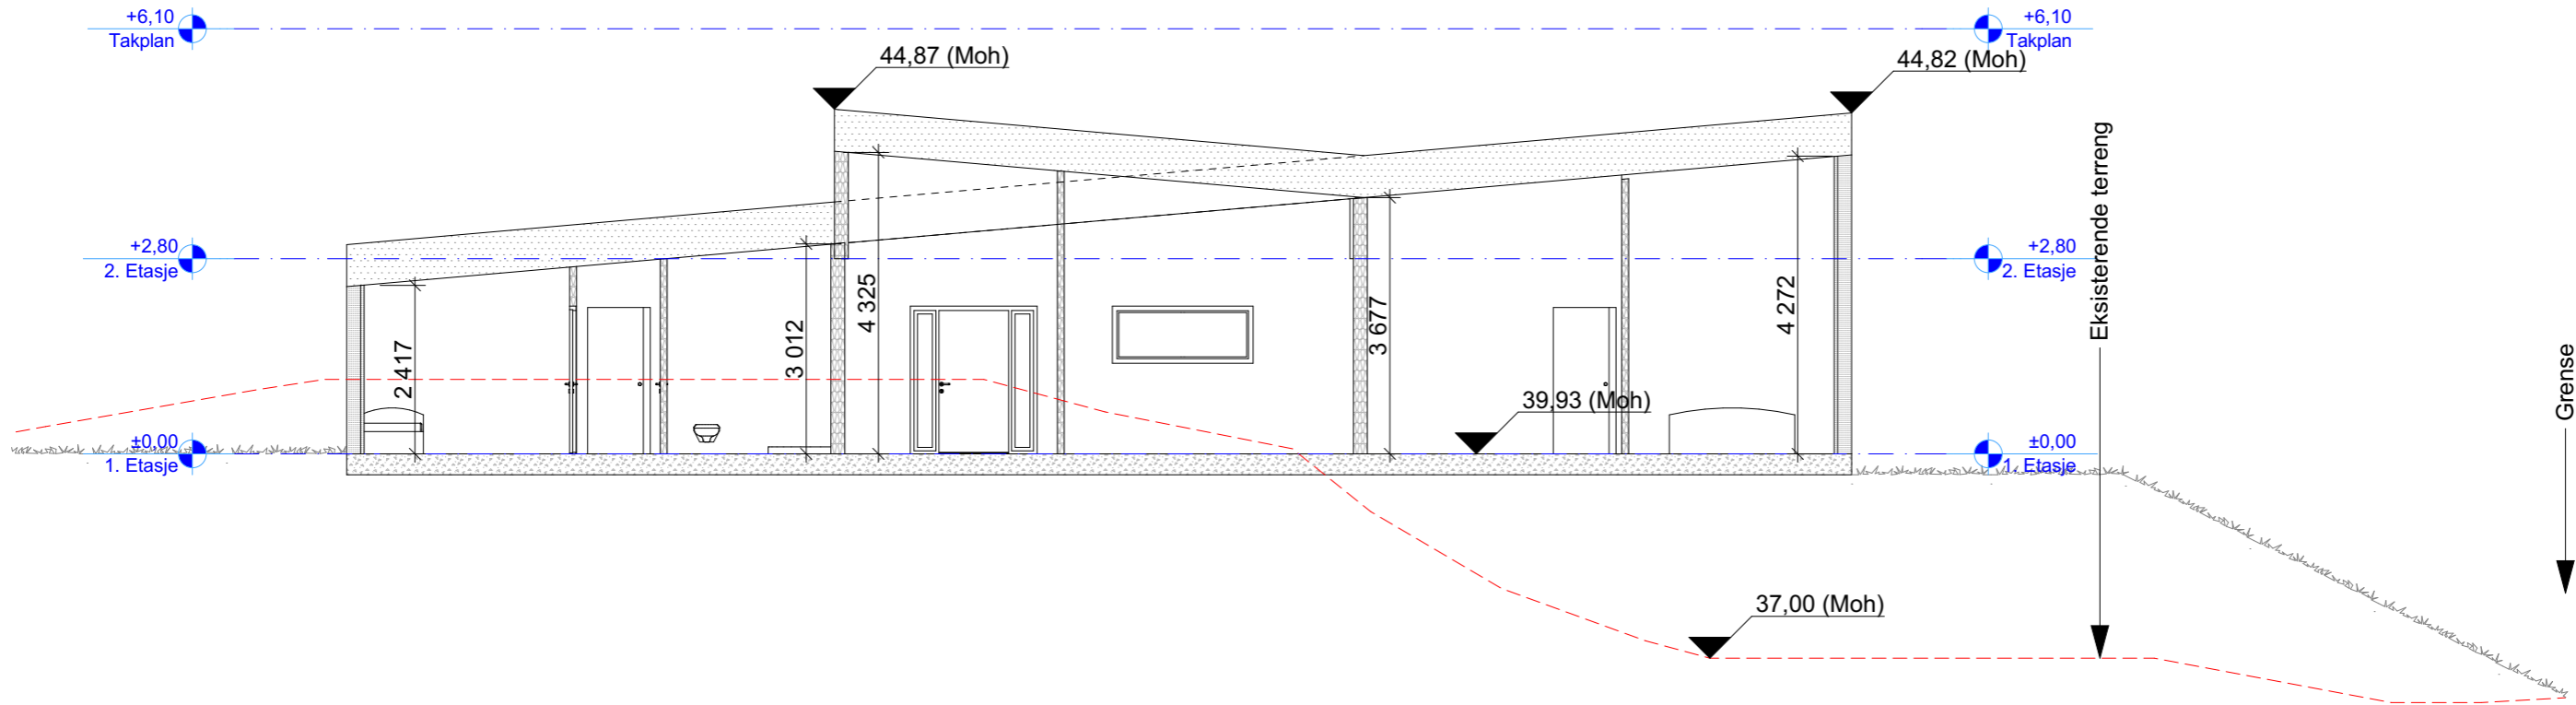 +6,10
Takplan
+6,10
Takplan
44,87 (Moh)
44,82 (Moh)
+2,80
2. Etasje
+2,80
2. Etasje
Eksisterende terreng
2 417
3 012
4 325
3 677
4 272
39,93 (Moh)
Grense
±0,00
1. Etasje
±0,00
1. Etasje
37,00 (Moh)